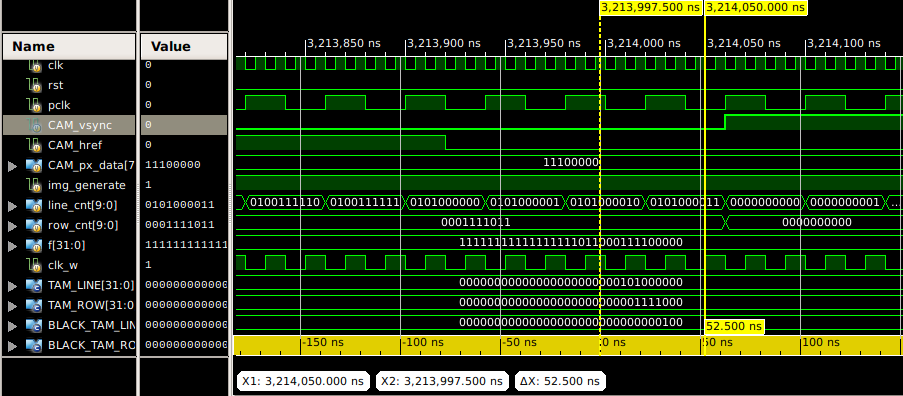 3,213,997.500 ns 3,214,050.000 ns
Name Value
3,213,850 ns 3,213,900 ns 3,213,950 ns 3,214,000 ns 3,214,050 ns 3,214,100 ns
clk 0
rst 0
pclk 0
CAM_vsync 0
CAM_href 0
CAM_px_data[7 11100000 11100000
img_generate 1
line_cnt[9:0] 0101000011 0100111110 0100111111 0101000000 0101000001 0101000010 0101000011 0000000000 0000000001 ...
row_cnt[9:0] 0001111011 0001111011 0000000000
f[31:0] 111111111111
clk_w 1
TAM_LINE[31:0] 000000000000 00000000000000000000000101000000
TAM_ROW[31:0 000000000000 00000000000000000000000001111000
BLACK_TAM_LIN 000000000000 00000000000000000000000000000100
BLACK_TAM_RO 000000000000
52.500 ns
-150 ns -100 ns -50 ns 0 ns 50 ns 100 ns
X1: 3,214,050.000 ns X2: 3,213,997.500 ns ΔX: 52.500 ns